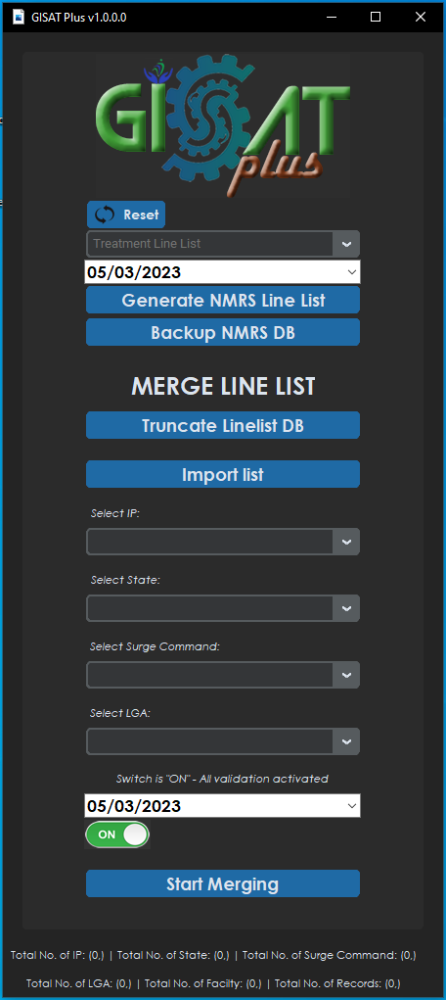 GISAT Plus v1.0.0.0
GISAT
plus
Reset
Treatment Line List
05/03/2023
Generate NMRS Line List
Backup NMRS DB
MERGE LINE LIST
Truncate Linelist DB
Import list
Select IP:
Select State:
Select Surge Command:
Select LGA:
Switch is "ON" - All validation activated
05/03/2023
ON
Start Merging
Total No. of IP: (0,) | Total No. of State: (0,) | Total No. of Surge Command: (0,)
Total No. of LGA: (0,) | Total No. of Facilty: (0,) | Total No. of Records: (0,)